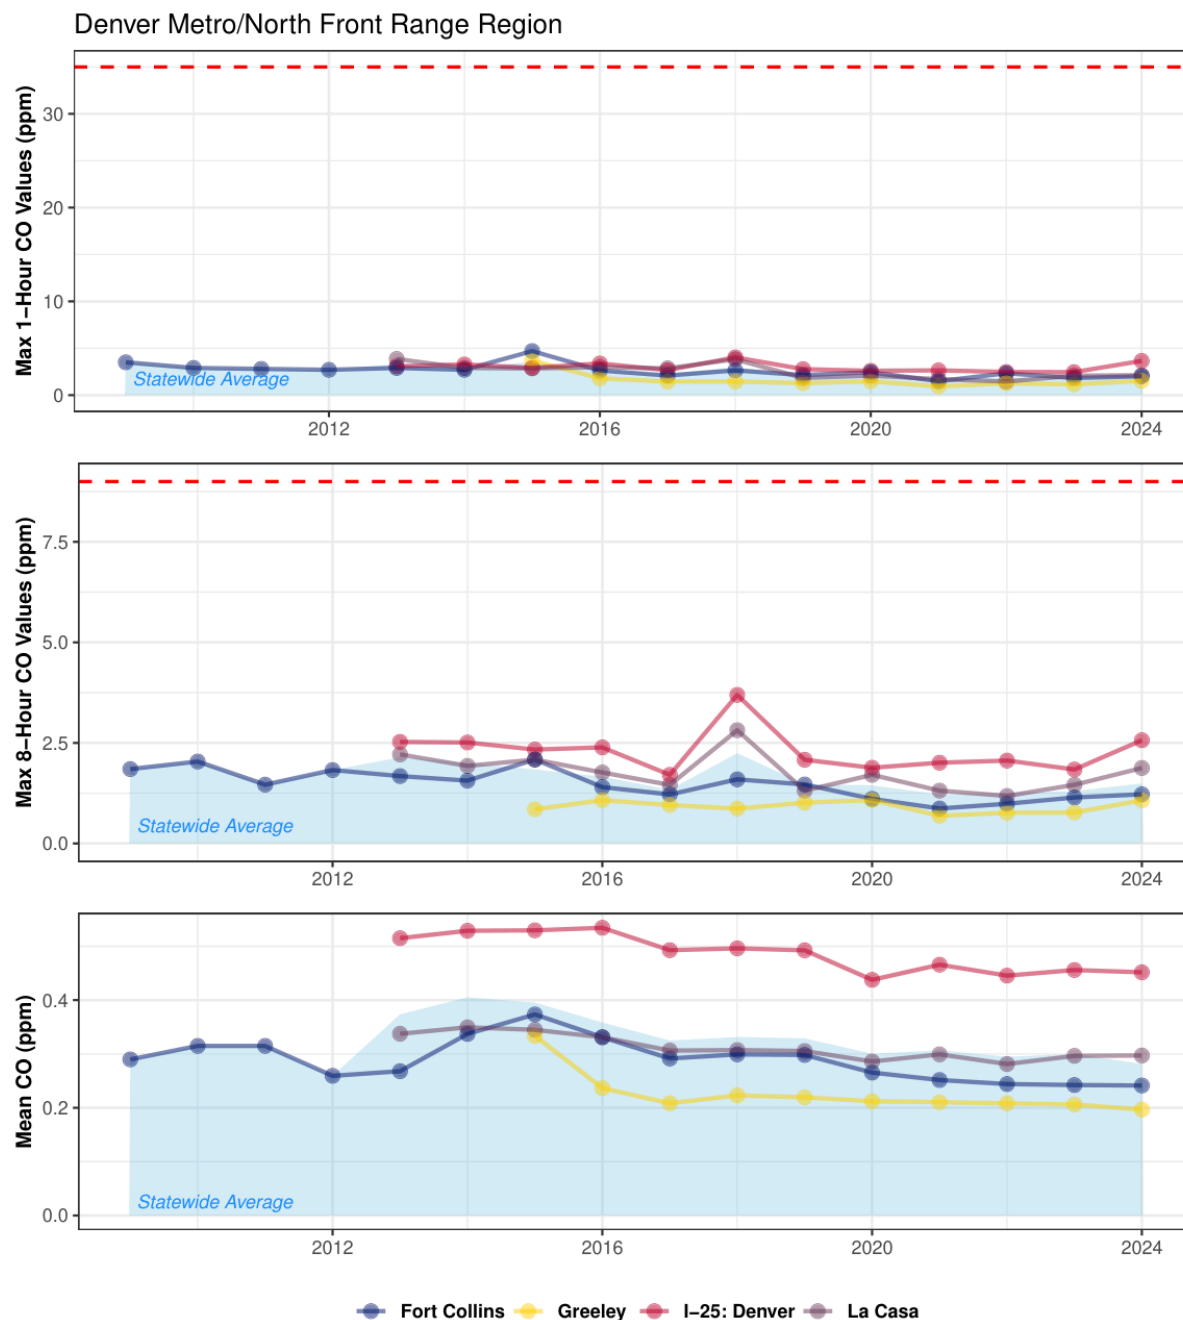 Denver Metro/North Front Range Region
Max 1−Hour CO Values (ppm)
30
20
10
0
Statewide Average
2012 2016 2020 2024
Max 8−Hour CO Values (ppm)
7.5
5.0
2.5
0.0
Statewide Average
2012 2016 2020 2024
Mean CO (ppm)
0.4
0.2
0.0
Statewide Average
2012 2016 2020 2024
Fort Collins Greeley I−25: Denver La Casa